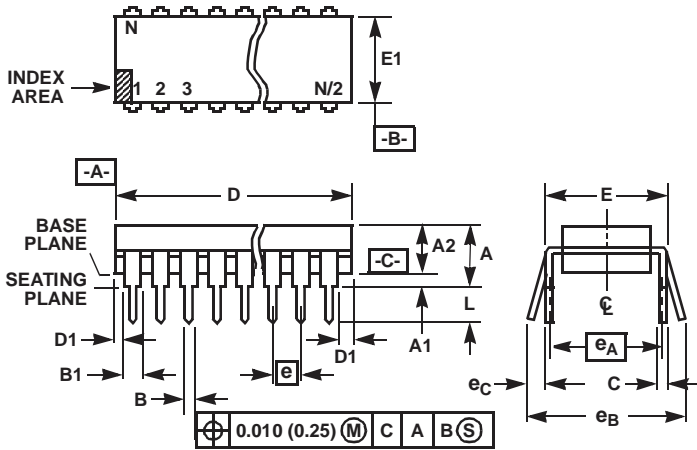 N
E1
INDEX
AREA
1 2 3 N/2
-B-
-A-
D
E
BASE
PLANE
A2
A
-C-
SEATING
PLANE
L
CL
D1
A1
D1
eA
B1
e
eC
C
B
eB
0.010 (0.25) M C A B S